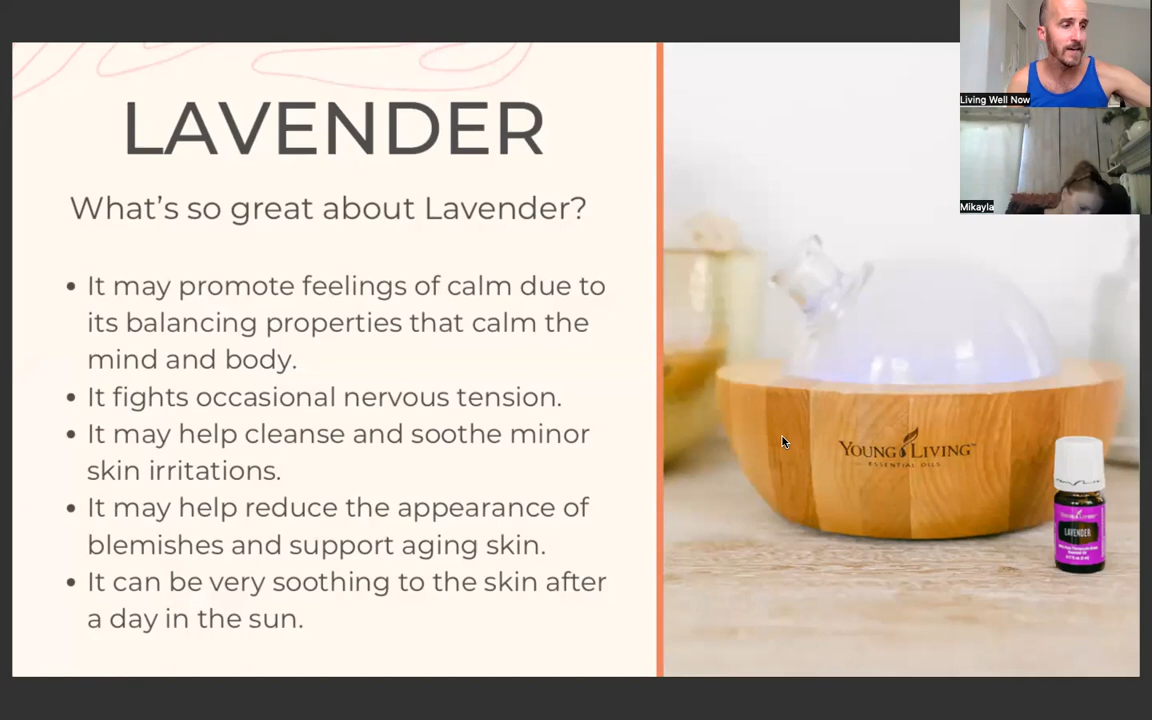 LAVENDER
What's so great about Lavender?
• It may promote feelings of calm due to
its balancing properties that calm the
mind and body.
• It fights occasional nervous tension.
• It may help cleanse and soothe minor
skin irritations.
• It may help reduce the appearance of
blemishes and support aging skin.
• It can be very soothing to the skin after
a day in the sun.
Living Well Now
Mikayla
YOUNG LIVING™
ESSENTIAL OILS
YOUNG LIVING
LAVENDER